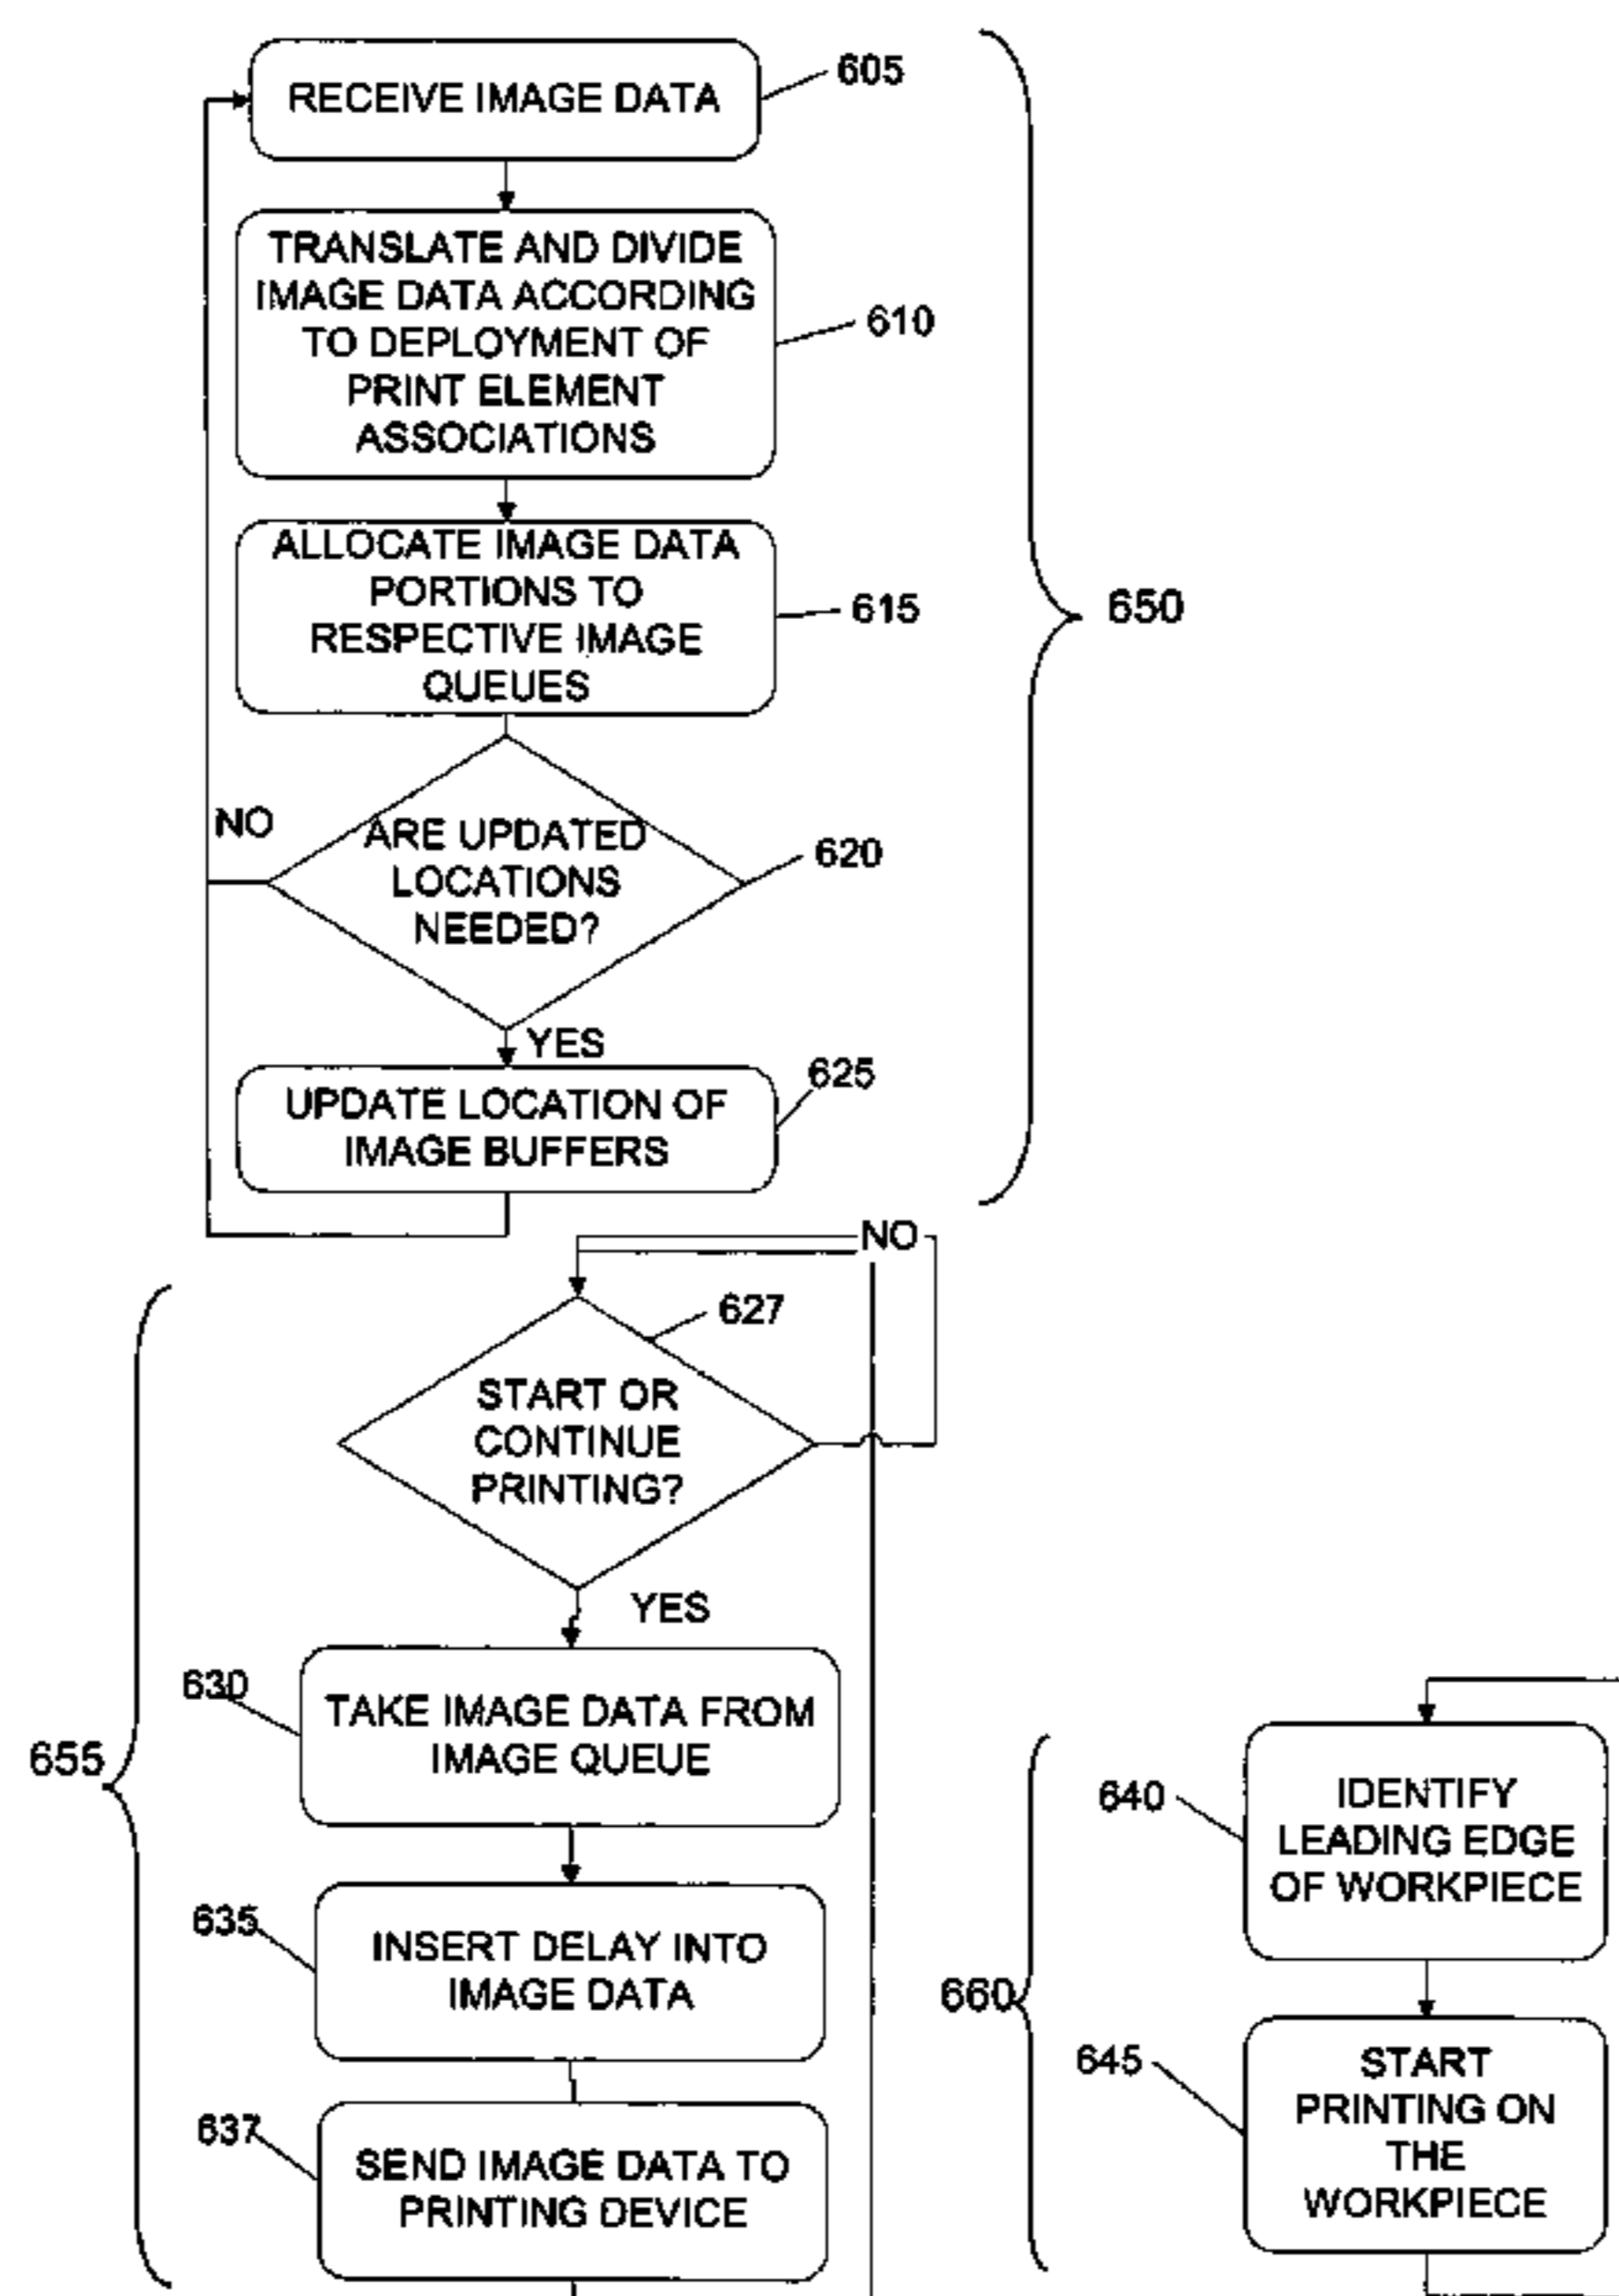 RECEIVE IMAGE DATA
605
TRANSLATE AND DIVIDE
IMAGE DATA ACCORDING
TO DEPLOYMENT OF
PRINT ELEMENT
ASSOCIATIONS
610
ALLOCATE IMAGE DATA
PORTIONS TO
RESPECTIVE IMAGE
QUEUES
615
650
NO
ARE UPDATED
LOCATIONS
NEEDED?
620
YES
UPDATE LOCATION OF
IMAGE BUFFERS
625
NO
627
START OR
CONTINUE
PRINTING?
YES
630
TAKE IMAGE DATA FROM
IMAGE QUEUE
655
635
INSERT DELAY INTO
IMAGE DATA
637
SEND IMAGE DATA TO
PRINTING DEVICE
640
IDENTIFY
LEADING EDGE
OF WORKPIECE
660
645
START
PRINTING ON
THE
WORKPIECE